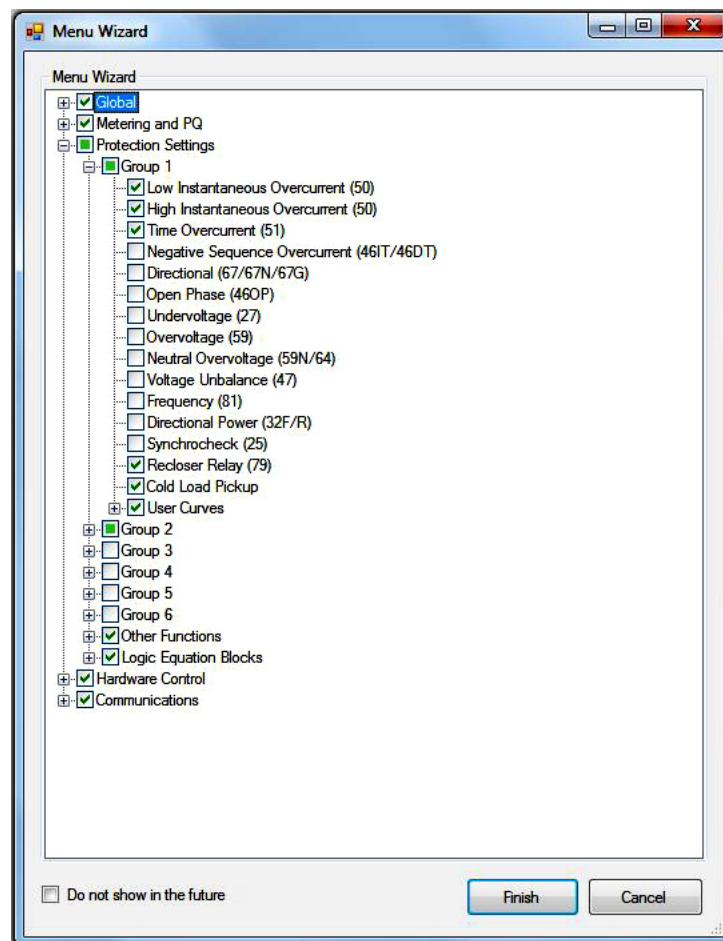 Menu Wizard
Menu Wizard
Global
Metering and PQ
Protection Settings
Group 1
Low Instantaneous Overcurrent (50)
High Instantaneous Overcurrent (50)
Time Overcurrent (51)
Negative Sequence Overcurrent (46IT/46DT)
Directional (67/67N/67G)
Open Phase (46OP)
Undervoltage (27)
Overvoltage (59)
Neutral Overvoltage (59N/64)
Voltage Unbalance (47)
Frequency (81)
Directional Power (32F/R)
Synchrocheck (25)
Recloser Relay (79)
Cold Load Pickup
User Curves
Group 2
Group 3
Group 4
Group 5
Group 6
Other Functions
Logic Equation Blocks
Hardware Control
Communications
Do not show in the future
Finish
Cancel